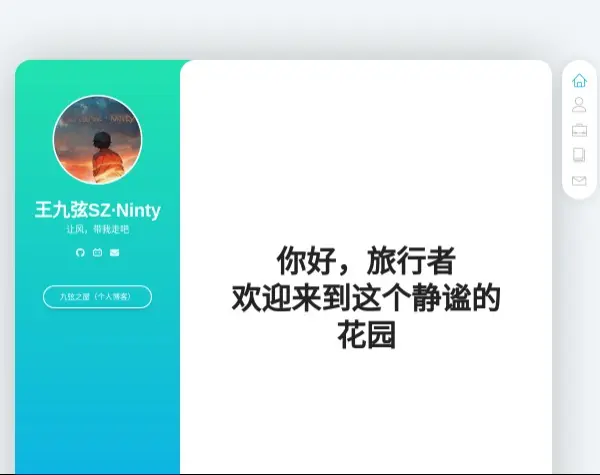 王九弦SZ·Ninty
让风，带我走吧
九弦之屋（个人博客）
你好，旅行者
欢迎来到这个静谧的
花园